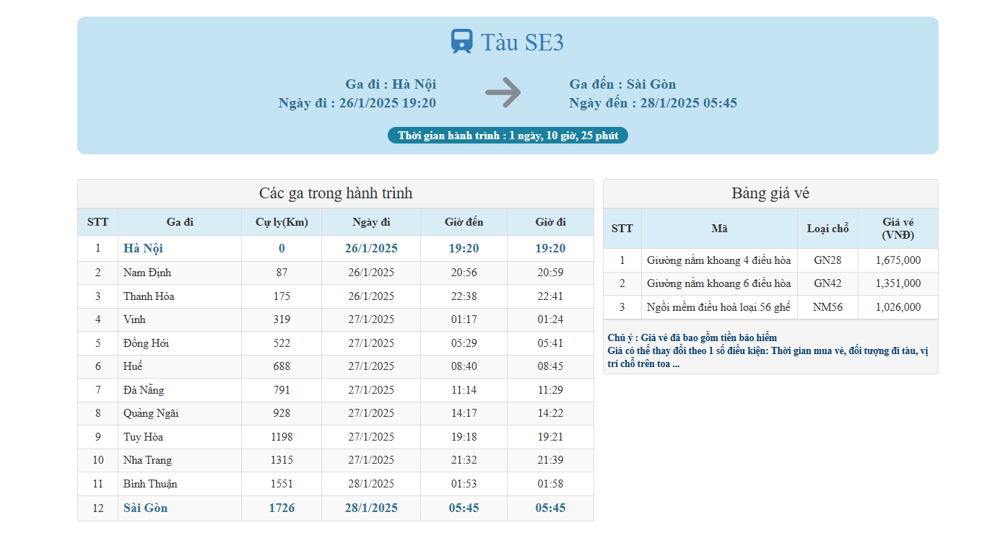 Tàu SE3
Ga đi : Hà Nội
Ngày đi : 26/1/2025 19:20
Ga đến : Sài Gòn
Ngày đến : 28/1/2025 05:45
Thời gian hành trình : 1 ngày, 10 giờ, 25 phút
Các ga trong hành trình
STT Ga đi Cự ly(Km) Ngày đi Giờ đến Giờ đi
1 Hà Nội 0 26/1/2025 19:20 19:20
2 Nam Định 87 26/1/2025 20:56 20:59
3 Thanh Hóa 175 26/1/2025 22:38 22:41
4 Vinh 319 27/1/2025 01:17 01:24
5 Đồng Hới 522 27/1/2025 05:29 05:41
6 Huế 688 27/1/2025 08:40 08:45
7 Đà Nẵng 791 27/1/2025 11:14 11:29
8 Quảng Ngãi 928 27/1/2025 14:17 14:22
9 Tuy Hòa 1198 27/1/2025 19:18 19:21
10 Nha Trang 1315 27/1/2025 21:32 21:39
11 Bình Thuận 1551 28/1/2025 01:53 01:58
12 Sài Gòn 1726 28/1/2025 05:45 05:45
Bảng giá vé
STT Mã Loại chỗ Giá vé
(VNĐ)
1 Giường nằm khoang 4 điều hòa GN28 1,675,000
2 Giường nằm khoang 6 điều hòa GN42 1,351,000
3 Ngồi mềm điều hoà loại 56 ghế NM56 1,026,000
Chú ý : Giá vé đã bao gồm tiền bảo hiểm
Giá có thể thay đổi theo 1 số điều kiện: Thời gian mua vé, đối tượng đi tàu, vị
trí chỗ trên toa ...